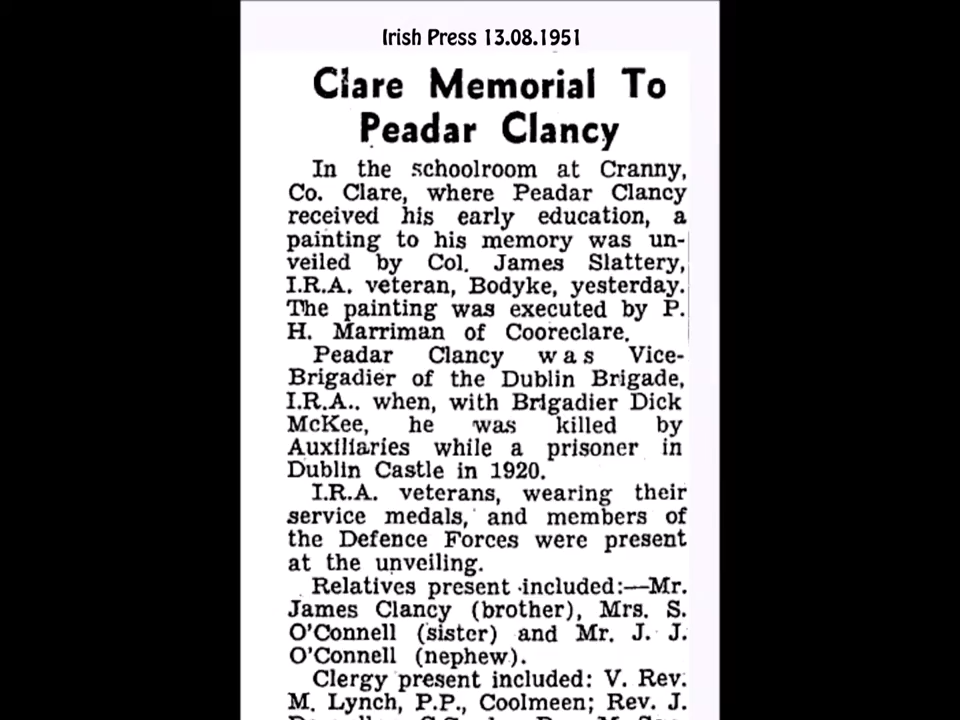 Irish Press 13.08.1951
Clare Memorial To
Peadar Clancy
In the schoolroom at Cranny,
Co. Clare, where Peadar Clancy
received his early education, a
painting to his memory was un-
veiled by Col. James Slattery,
I.R.A. veteran, Bodyke, yesterday.
The painting was executed by P.
H. Marriman of Cooreclare.
Peadar Clancy was Vice-
Brigadier of the Dublin Brigade,
I.R.A.. when, with Brigadier Dick
McKee, he was killed by
Auxiliaries while a prisoner in
Dublin Castle in 1920.
I.R.A. veterans, wearing their
service medals, and members of
the Defence Forces were present
at the unveiling.
Relatives present included:—Mr.
James Clancy (brother), Mrs. S.
O'Connell (sister) and Mr. J. J.
O'Connell (nephew).
Clergy present included: V. Rev.
M. Lynch, P.P., Coolmeen; Rev. J.